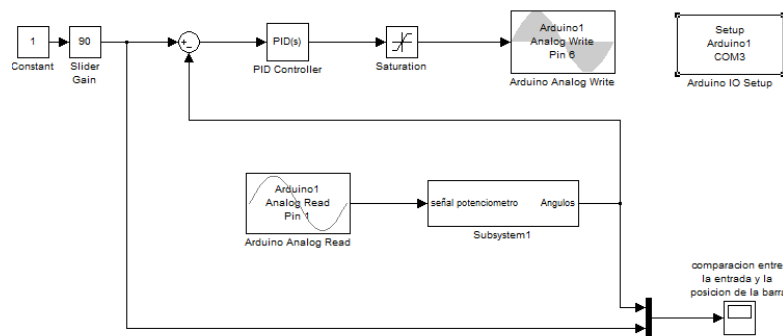 1
Constant
90
Slider
Gain
PID(s)
PID Controller
Saturation
Arduino1
Analog Write
Pin 6
Arduino Analog Write
Setup
Arduino1
COM3
Arduino IO Setup
Arduino1
Analog Read
Pin 1
Arduino Analog Read
señal potenciometro
Angulos
Subsystem1
comparacion entre
la entrada y la
posicion de la barra